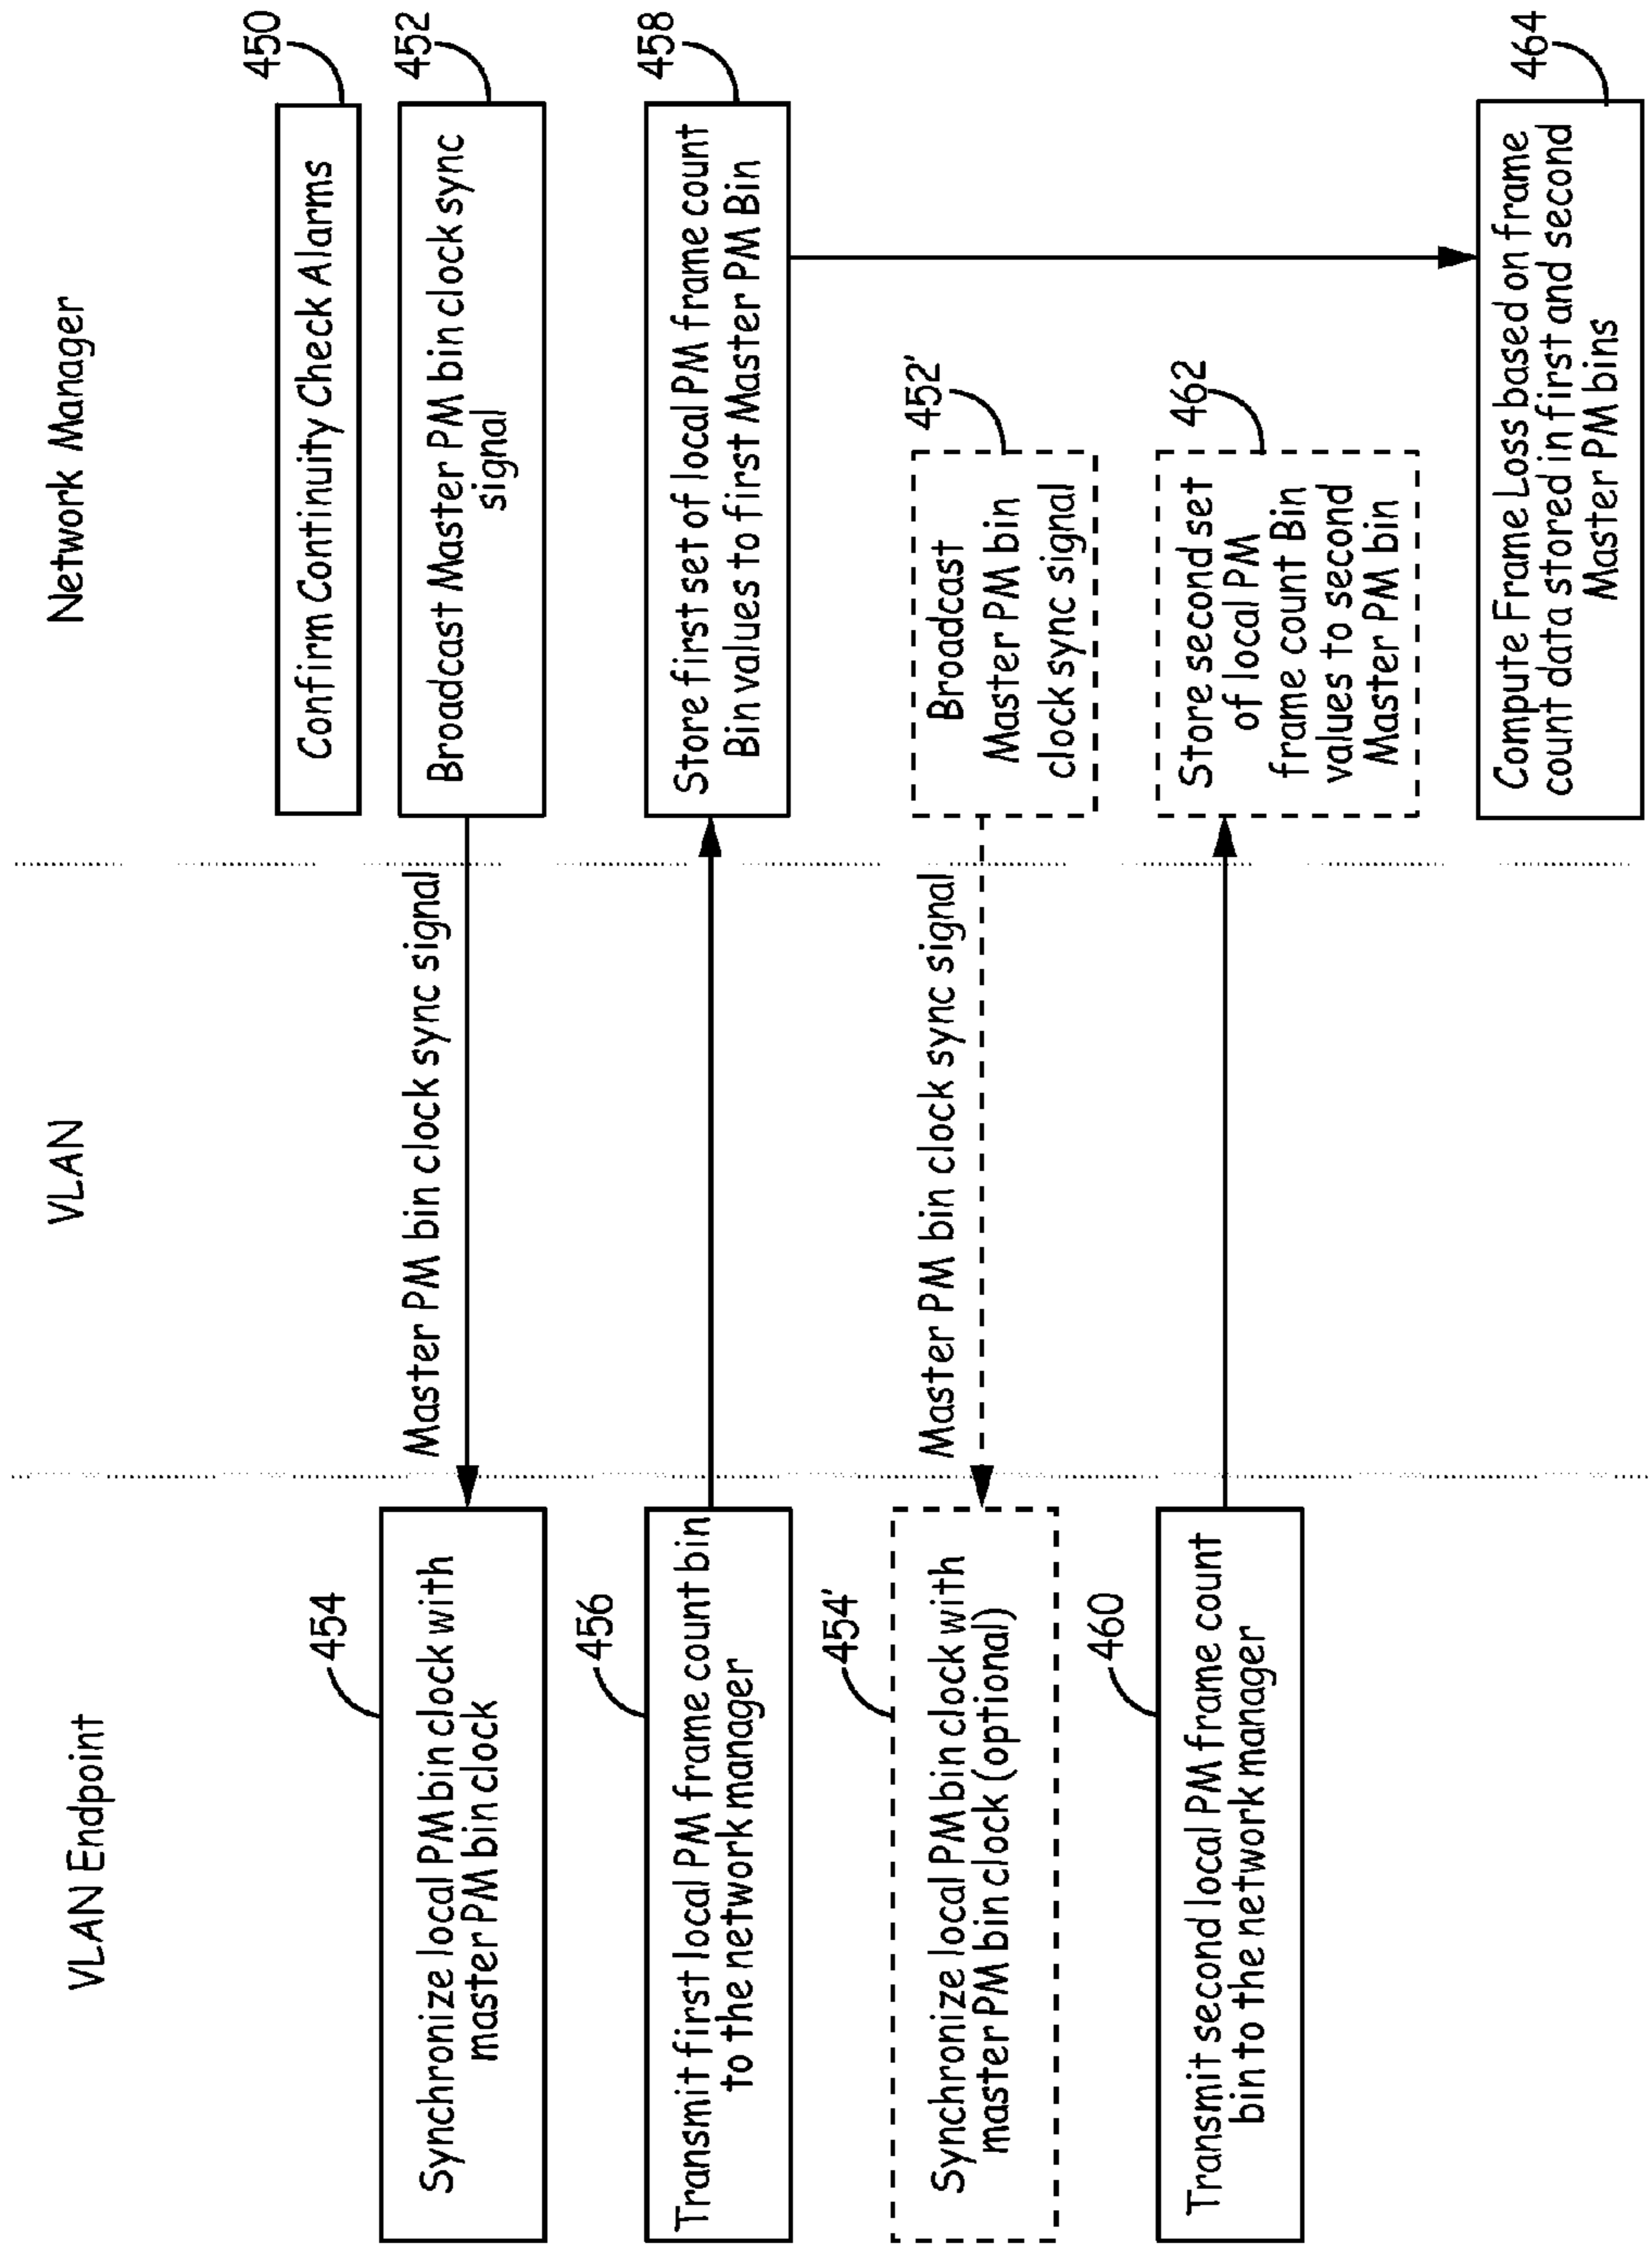 VLAN Endpoint
VLAN
Network Manager
450
Confirm Continuity Check Alarms
452
Broadcast Master PM bin clock sync
signal
Master PM bin clock sync signal
454
Synchronize local PM bin clock with
master PM bin clock
456
Transmit first local PM frame count bin
to the network manager
458
Store first set of local PM frame count
Bin values to first Master PM Bin
452'
Broadcast
Master PM bin
clock sync signal
Master PM bin clock sync signal
454'
Synchronize local PM bin clock with
master PM bin clock (optional)
460
Transmit second local PM frame count
bin to the network manager
462
Store second set
of local PM
frame count Bin
values to second
Master PM bin
464
Compute Frame Loss based on frame
count data stored in first and second
Master PM bins